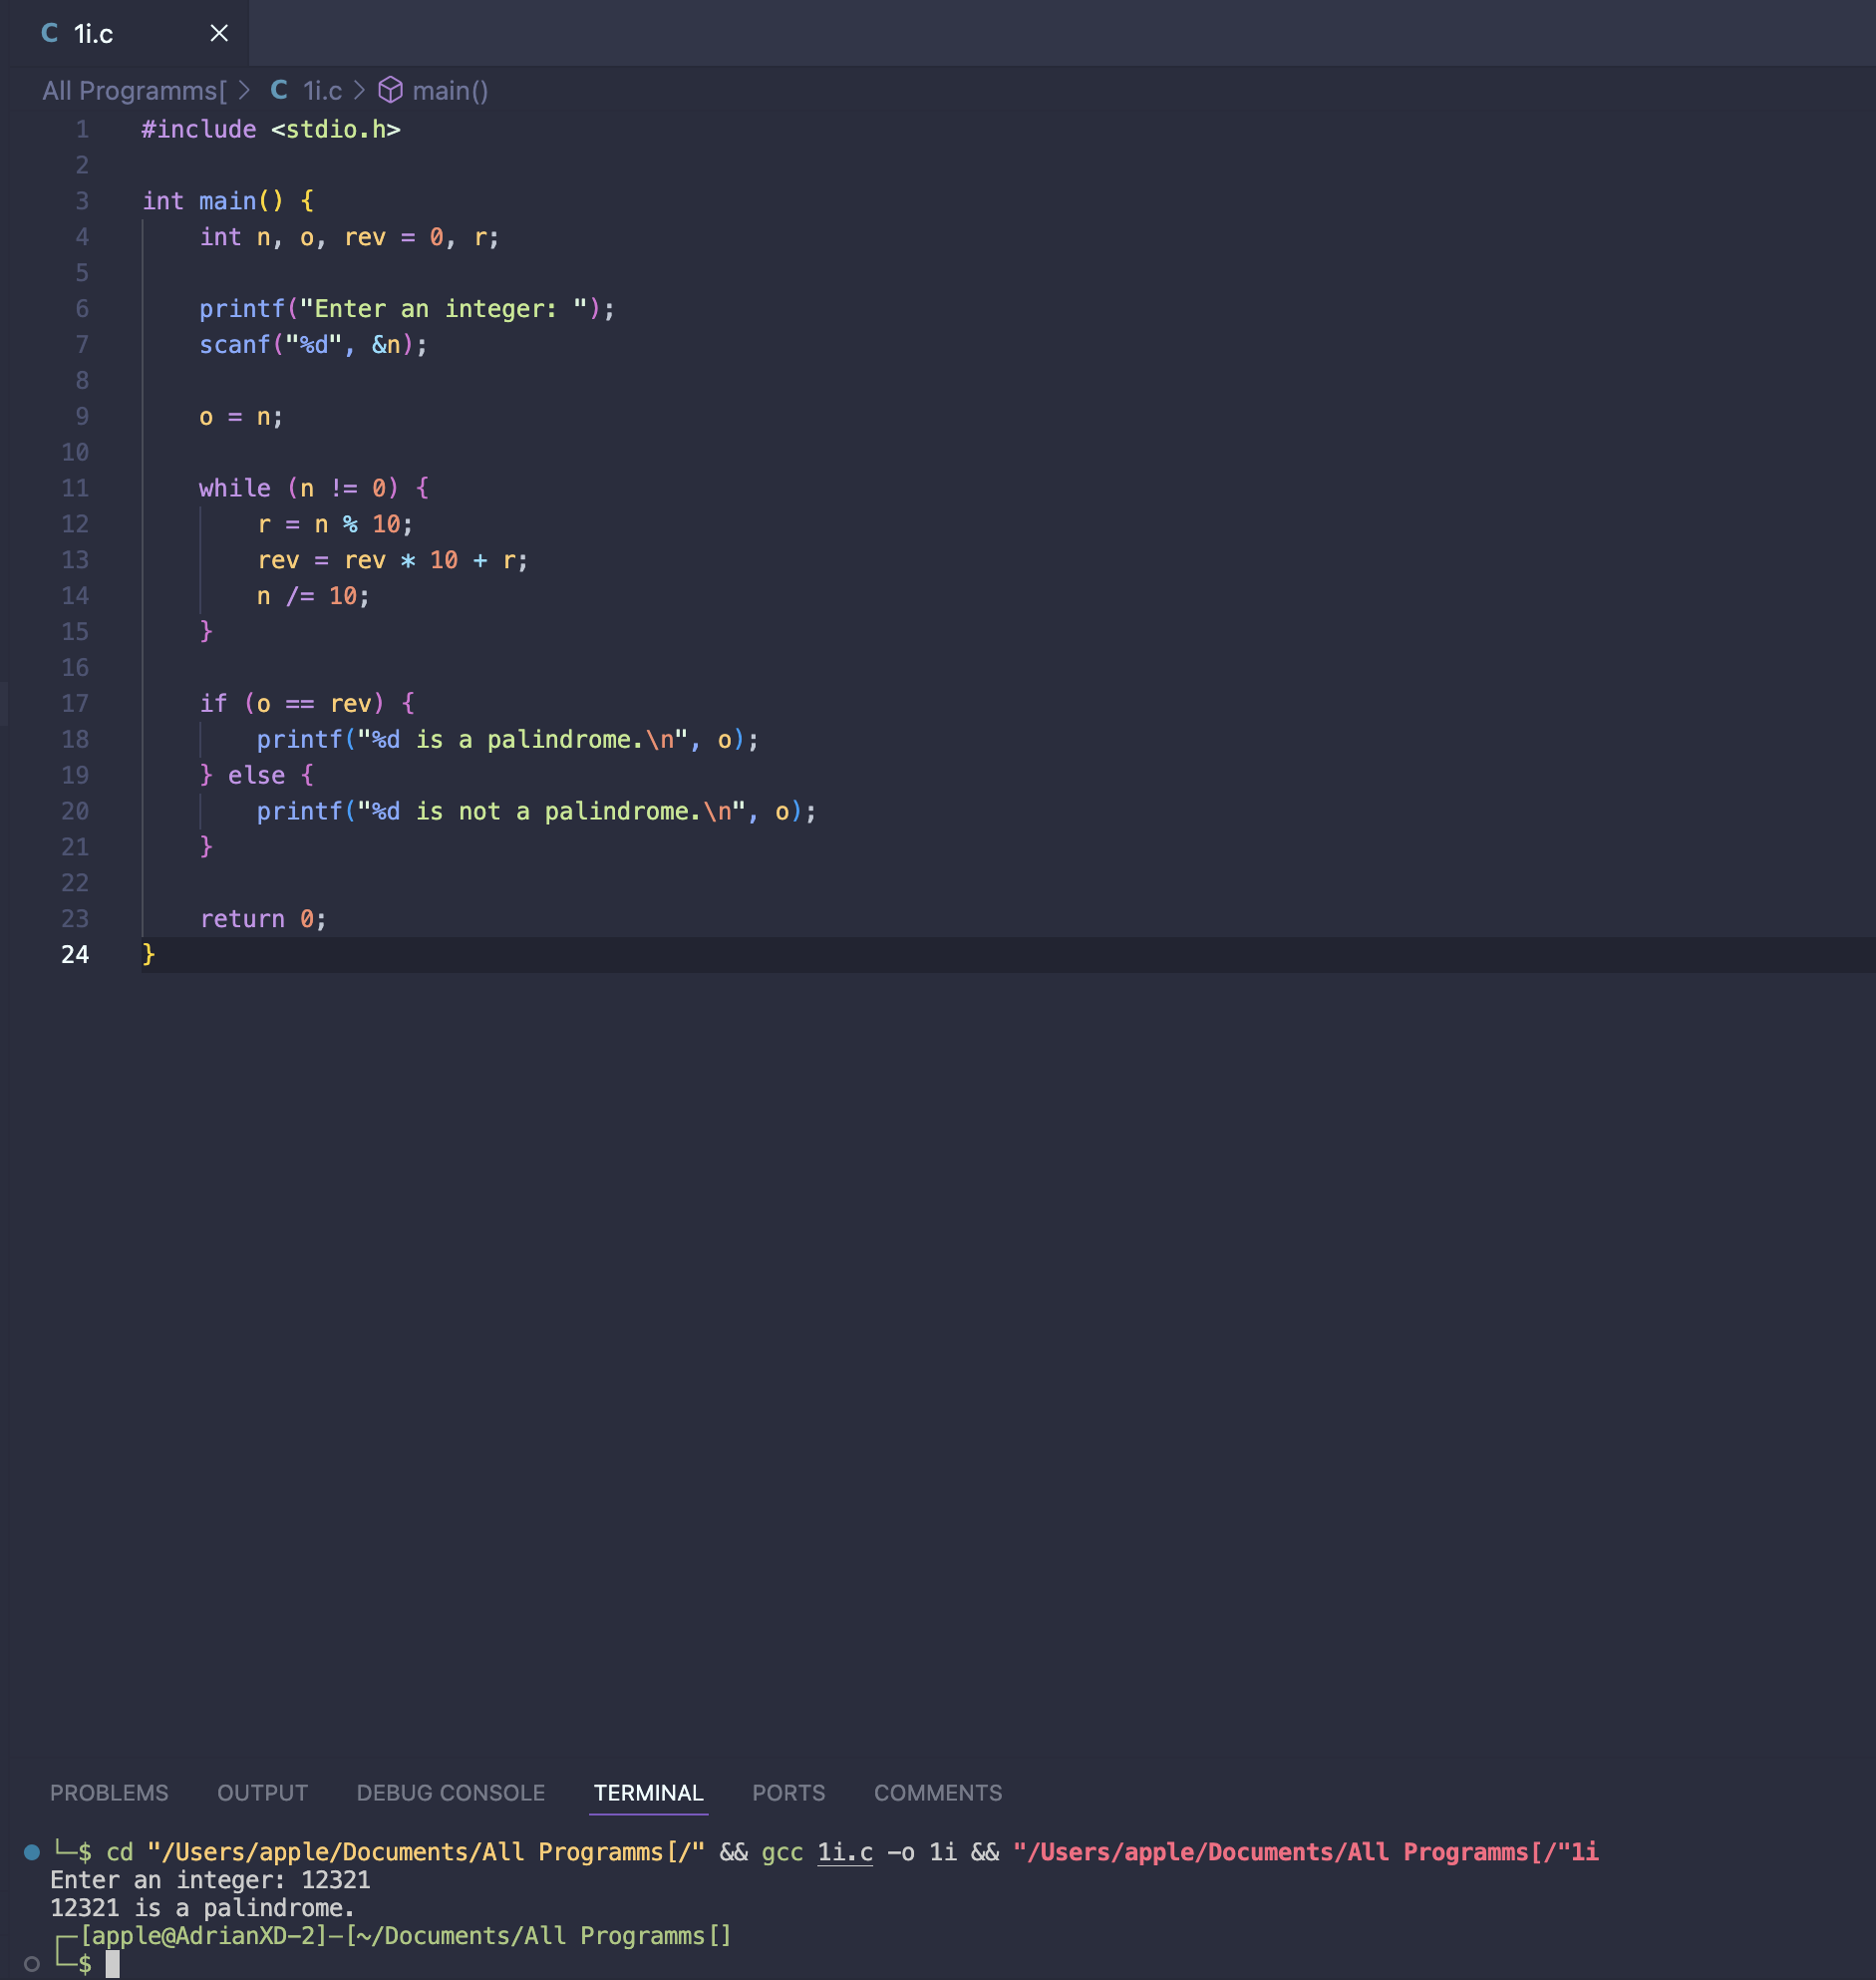 C 1i.c ×
All Programms[ > C 1i.c > main()
1 #include <stdio.h>
2
3 int main() {
4     int n, o, rev = 0, r;
5
6     printf("Enter an integer: ");
7     scanf("%d", &n);
8
9     o = n;
10
11     while (n != 0) {
12         r = n % 10;
13         rev = rev * 10 + r;
14         n /= 10;
15     }
16
17     if (o == rev) {
18         printf("%d is a palindrome.\n", o);
19     } else {
20         printf("%d is not a palindrome.\n", o);
21     }
22
23     return 0;
24 }
PROBLEMS OUTPUT DEBUG CONSOLE TERMINAL PORTS COMMENTS
└─$ cd "/Users/apple/Documents/All Programms[/" && gcc 1i.c -o 1i && "/Users/apple/Documents/All Programms[/"1i
Enter an integer: 12321
12321 is a palindrome.
┌─[apple@AdrianXD-2]-[~/Documents/All Programms[]
└─$